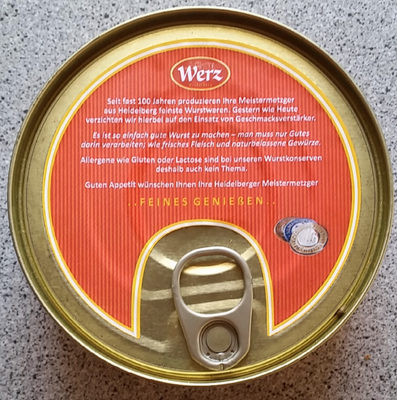 Werz
Seit fast 100 Jahren produzieren Ihre Meistermetzger
aus Heidelberg feinste Wurstwaren. Gestern wie Heute
verzichten wir hierbei auf den Einsatz von Geschmacksverstärker.
Es ist so einfach gute Wurst zu machen – man muss nur Gutes
darin verarbeiten; wie frisches Fleisch und naturbelassene Gewürze.
Allergene wie Gluten oder Lactose sind bei unseren Wurstkonserven
deshalb auch kein Thema.
Guten Appetit wünschen Ihnen Ihre Heidelberger Meistermetzger
..FEINES GENIEßEN..